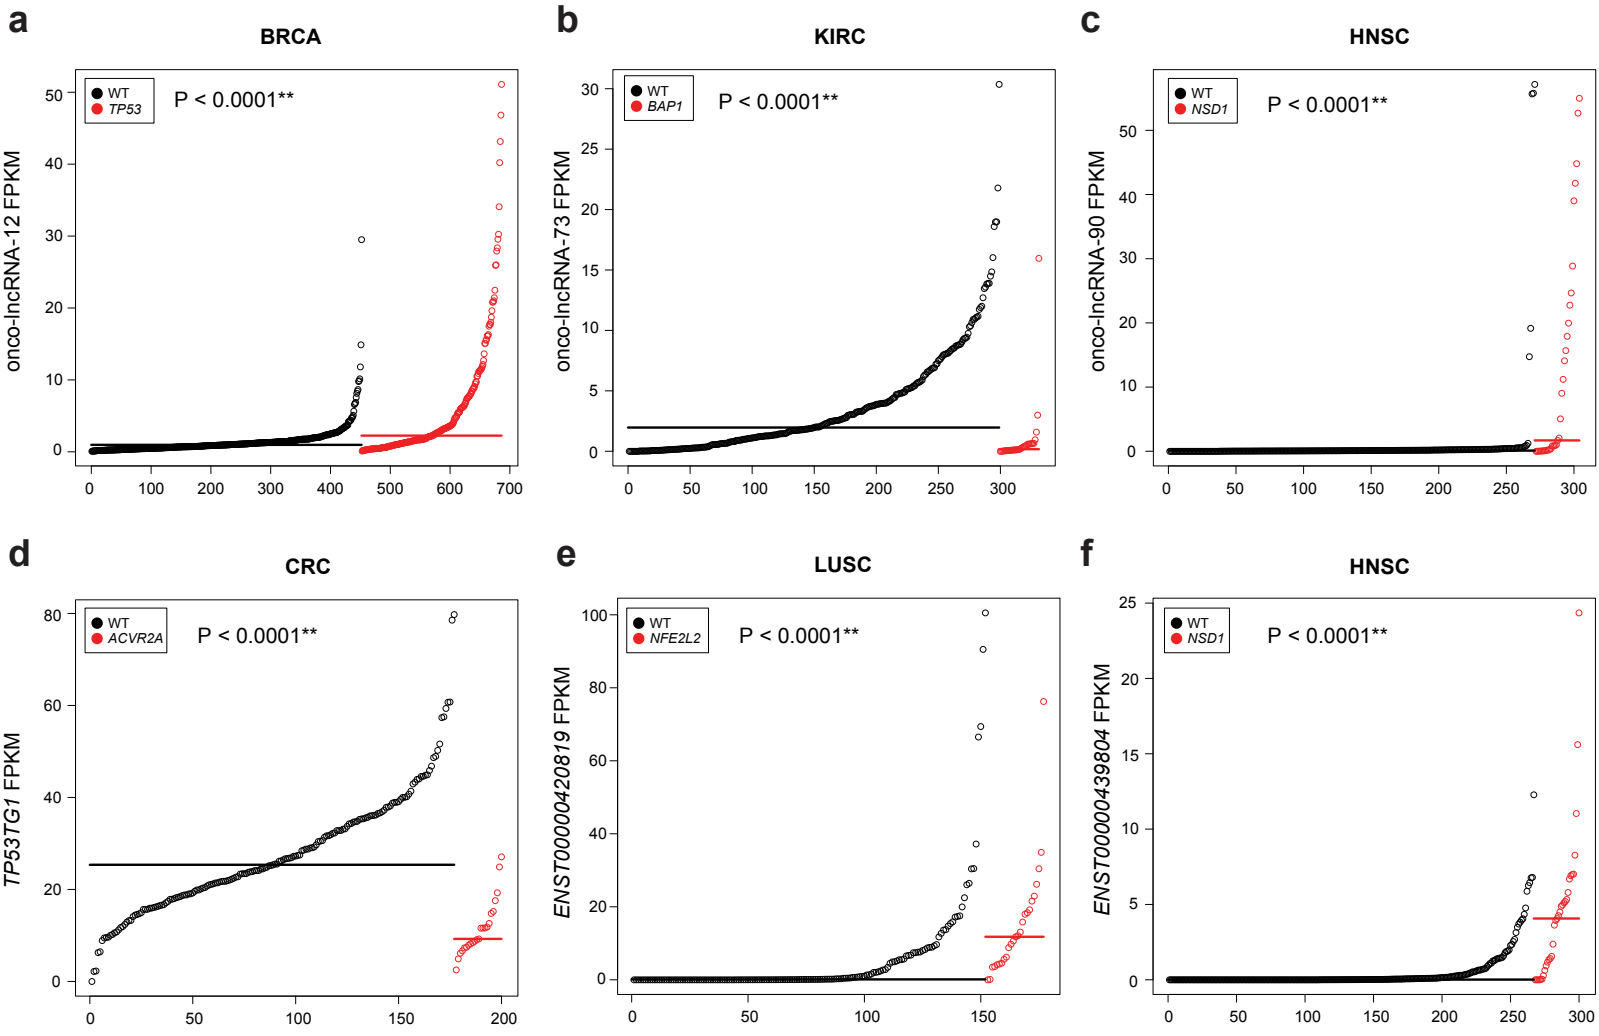 a
BRCA
WT
TP53
P < 0.0001**
onco-lncRNA-12 FPKM
50
40
30
20
10
0
0 100 200 300 400 500 600 700
b
KIRC
WT
BAP1
P < 0.0001**
onco-lncRNA-73 FPKM
30
25
20
15
10
5
0
0 50 100 150 200 250 300
c
HNSC
WT
NSD1
P < 0.0001**
onco-lncRNA-90 FPKM
50
40
30
20
10
0
0 50 100 150 200 250 300
d
CRC
WT
ACVR2A
P < 0.0001**
TP53TG1 FPKM
80
60
40
20
0
0 50 100 150 200
e
LUSC
WT
NFE2L2
P < 0.0001**
ENST00000420819 FPKM
100
80
60
40
20
0
0 50 100 150
f
HNSC
WT
NSD1
P < 0.0001**
ENST00000439804 FPKM
25
20
15
10
5
0
0 50 100 150 200 250 300